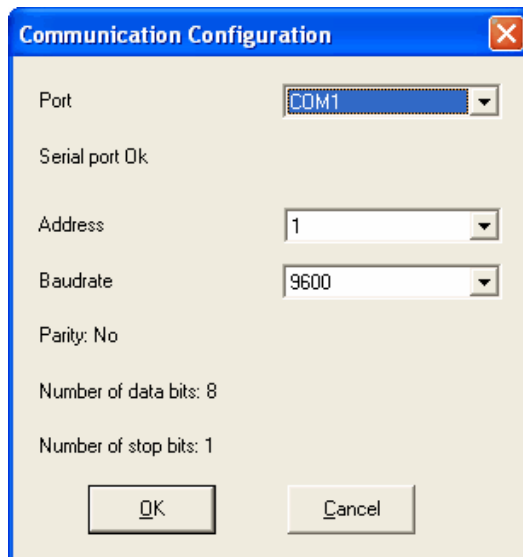 Communication Configuration
Port COM1
Serial port Ok
Address 1
Baudrate 9600
Parity: No
Number of data bits: 8
Number of stop bits: 1
OK Cancel